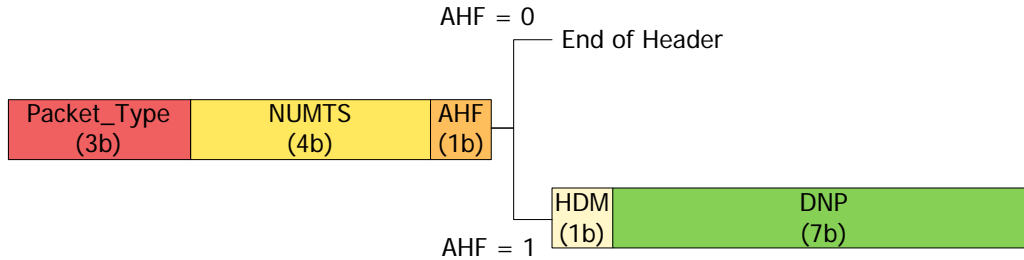 AHF = 0
End of Header
Packet_Type NUMTS AHF
(3b) (4b) (1b)
HDM DNP
(1b) (7b)
AHF = 1